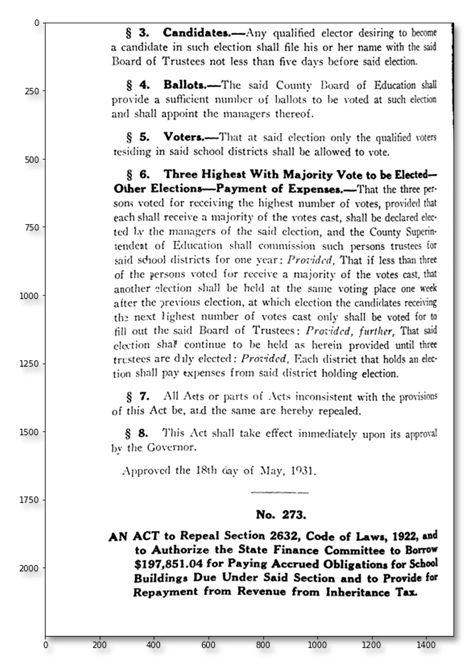 § 3. Candidates.—Any qualified elector desiring to become
a candidate in such election shall file his or her name with the said
Board of Trustees not less than five days before said election.
§ 4. Ballots.—The said County Board of Education shall
provide a sufficient number of ballots to be voted at such election
and shall appoint the managers thereof.
§ 5. Voters.—That at said election only the qualified voters
residing in said school districts shall be allowed to vote.
§ 6. Three Highest With Majority Vote to be Elected—
Other Elections—Payment of Expenses.—That the three per-
sons voted for receiving the highest number of votes, provided that
each shall receive a majority of the votes cast, shall be declared elec-
ted by the managers of the said election, and the County Superin-
tendent of Education shall commission such persons trustees for
said school districts for one year: Provided, That if less than three
of the persons voted for receive a majority of the votes cast, that
another election shall be held at the same voting place one week
after the previous election, at which election the candidates receiving
the next highest number of votes cast only shall be voted for to
fill out the said Board of Trustees: Provided, further, That said
election shall continue to be held as herein provided until three
trustees are duly elected: Provided, Each district that holds an elec-
tion shall pay expenses from said district holding election.
§ 7. All Acts or parts of Acts inconsistent with the provisions
of this Act be, and the same are hereby repealed.
§ 8. This Act shall take effect immediately upon its approval
by the Governor.
Approved the 18th day of May, 1931.
No. 273.
AN ACT to Repeal Section 2632, Code of Laws, 1922, and
to Authorize the State Finance Committee to Borrow
$197,851.04 for Paying Accrued Obligations for School
Buildings Due Under Said Section and to Provide for
Repayment from Revenue from Inheritance Tax.
0
250
500
750
1000
1250
1500
1750
2000
0 200 400 600 800 1000 1200 1400